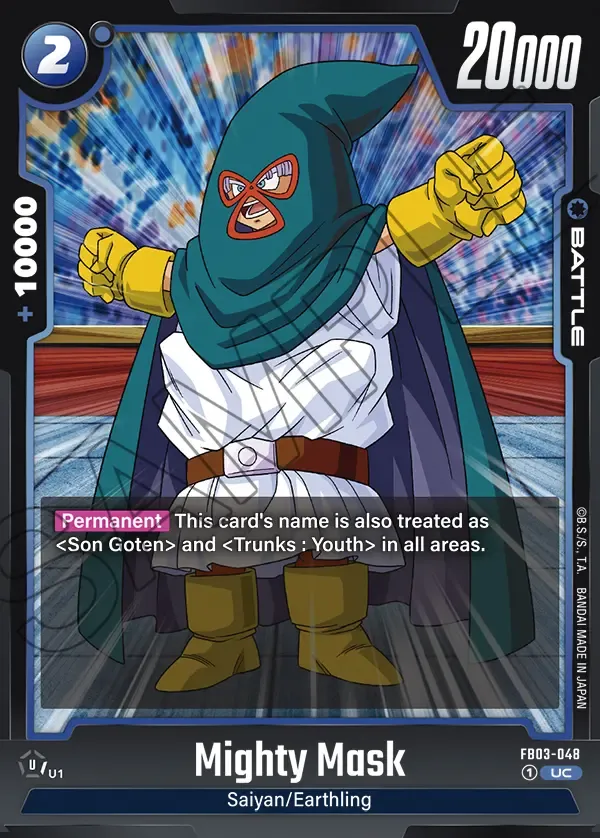 2
20000
+ 10000
BATTLE
SAMPLE
Permanent This card's name is also treated as
<Son Goten> and <Trunks : Youth> in all areas.
©B.S./S., T.A. BANDAI MADE IN JAPAN
Mighty Mask
FB03-048
U U1
1 UC
Saiyan/Earthling